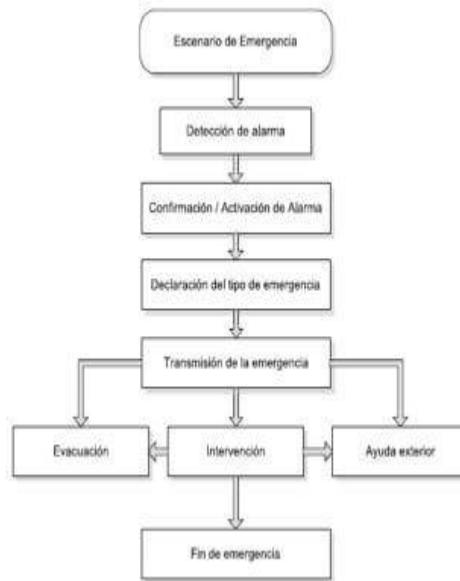 Escenario de Emergencia
Detección de alarma
Confirmación / Activación de Alarma
Declaración del tipo de emergencia
Transmisión de la emergencia
Evacuación
Intervención
Ayuda exterior
Fin de emergencia